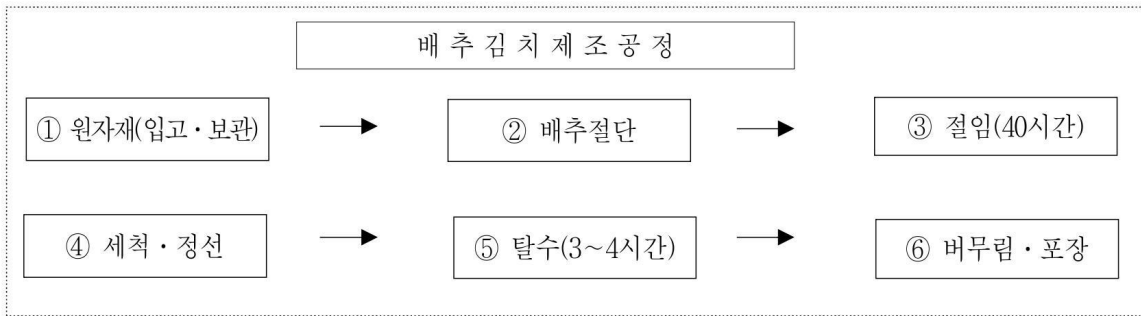 배 추 김 치 제 조 공 정
① 원자재(입고·보관)
② 배추절단
③ 절임(40시간)
④ 세척·정선
⑤ 탈수(3~4시간)
⑥ 버무림·포장